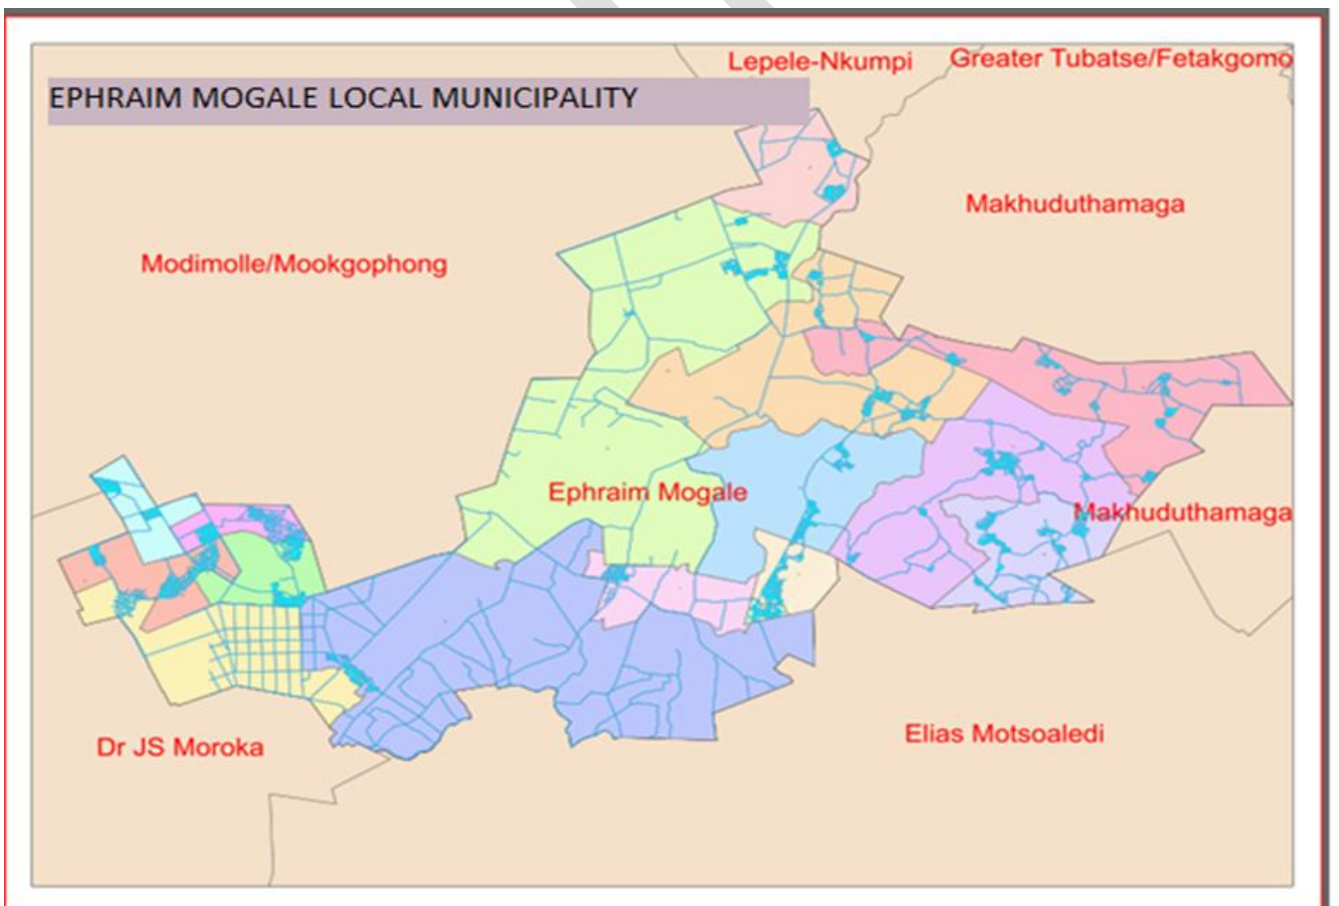 Lepele-Nkumpi
Greater Tubatse/Fetakgomo
EPHRAIM MOGALE LOCAL MUNICIPALITY
Makhuduthamaga
Modimolle/Mookgophong
Ephraim Mogale
Makhuduthamaga
Elias Motsoaledi
Dr JS Moroka